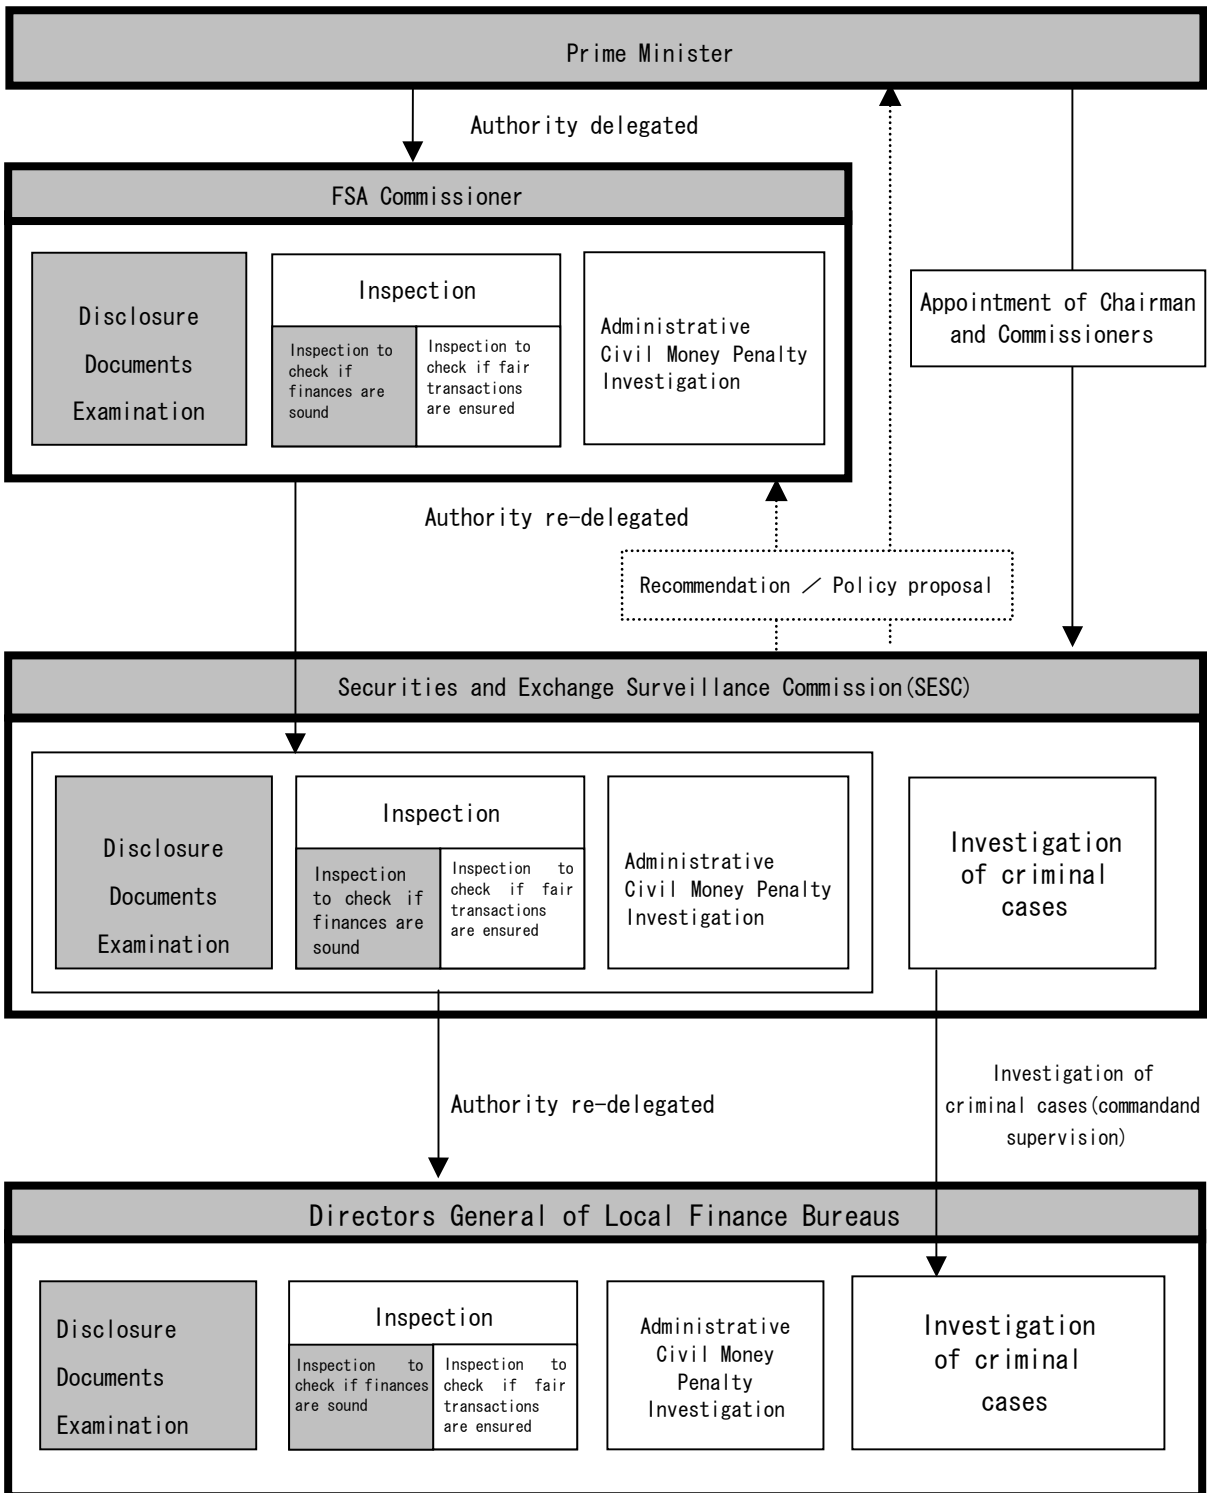 Prime Minister
Authority delegated
FSA Commissioner
Disclosure
Documents
Examination
Inspection
Inspection to
check if
finances are
sound
Inspection to
check if fair
transactions
are ensured
Administrative
Civil Money Penalty
Investigation
Appointment of Chairman
and Commissioners
Authority re-delegated
Recommendation ／ Policy proposal
Securities and Exchange Surveillance Commission(SESC)
Disclosure
Documents
Examination
Inspection
Inspection
to check if
finances are
sound
Inspection to
check if fair
transactions
are ensured
Administrative
Civil Money Penalty
Investigation
Investigation
of criminal
cases
Authority re-delegated
Investigation of
criminal cases(commandand
supervision)
Directors General of Local Finance Bureaus
Disclosure
Documents
Examination
Inspection
Inspection to
check if finances
are sound
Inspection to
check if fair
transactions
are ensured
Administrative
Civil Money
Penalty
Investigation
Investigation
of criminal
cases